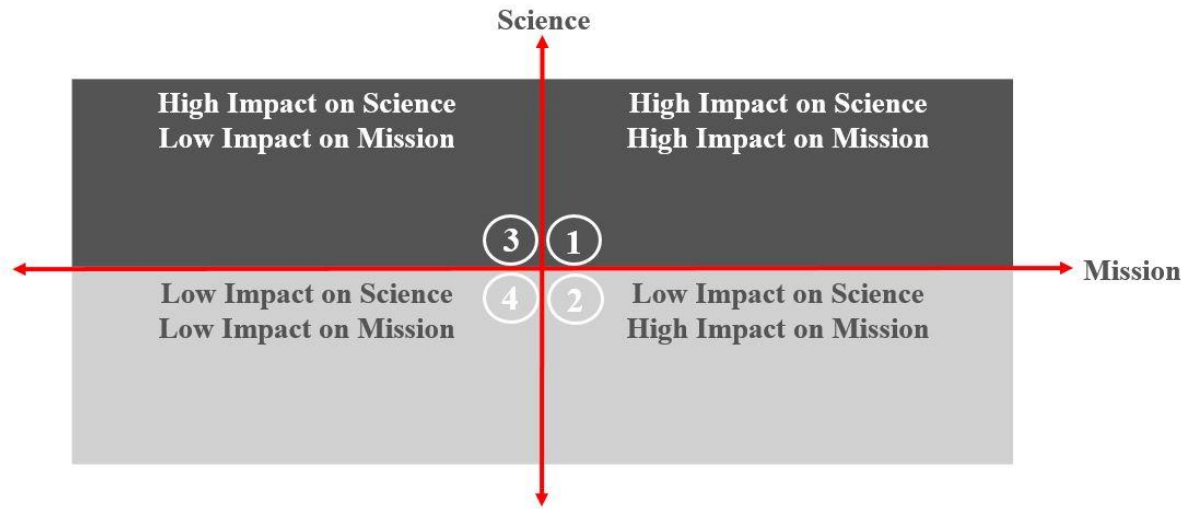 Science
High Impact on Science
Low Impact on Mission
High Impact on Science
High Impact on Mission
3
1
Mission
4
2
Low Impact on Science
Low Impact on Mission
Low Impact on Science
High Impact on Mission